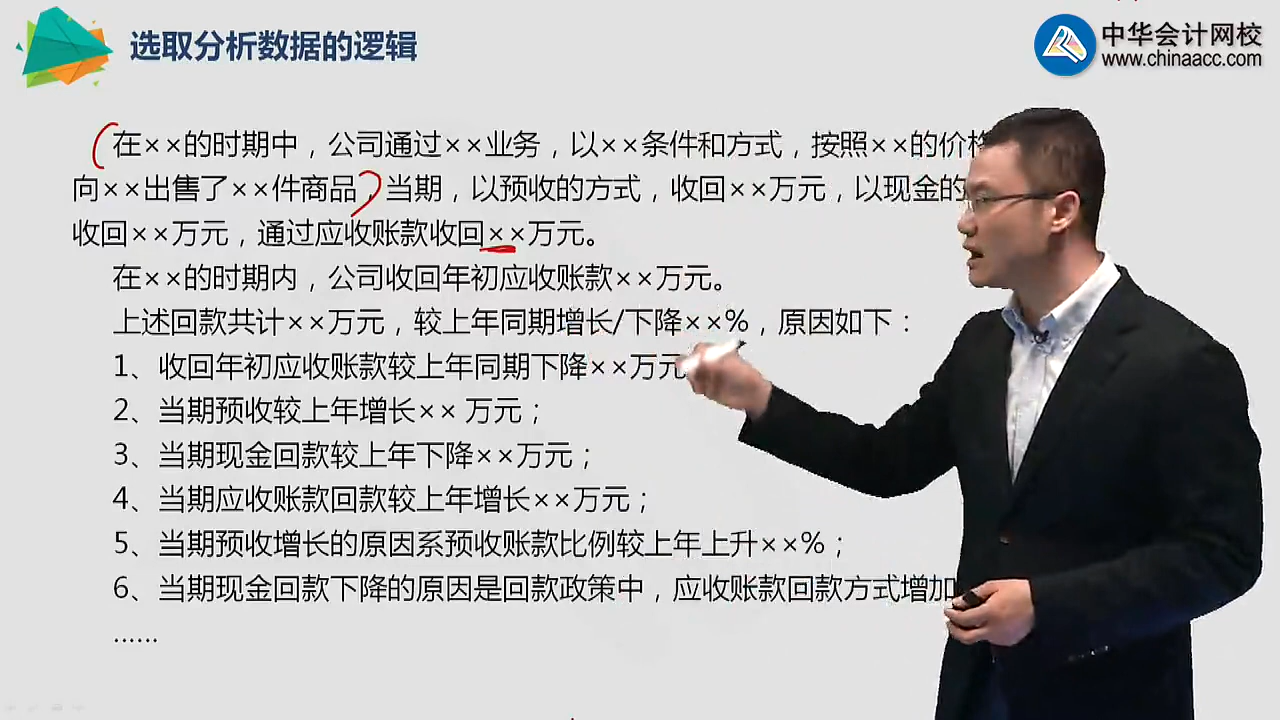 选取分析数据的逻辑
中华会计网校
www.chinaacc.com
在××的时期中，公司通过××业务，以××条件和方式，按照××的价格
向××出售了××件商品，当期，以预收的方式，收回××万元，以现金的
收回××万元，通过应收账款收回××万元。
在××的时期内，公司收回年初应收账款××万元。
上述回款共计××万元，较上年同期增长/下降××%，原因如下：
1、收回年初应收账款较上年同期下降××万元
2、当期预收较上年增长×× 万元；
3、当期现金回款较上年下降××万元；
4、当期应收账款回款较上年增长××万元；
5、当期预收增长的原因系预收账款比例较上年上升××%；
6、当期现金回款下降的原因是回款政策中，应收账款回款方式增加
……